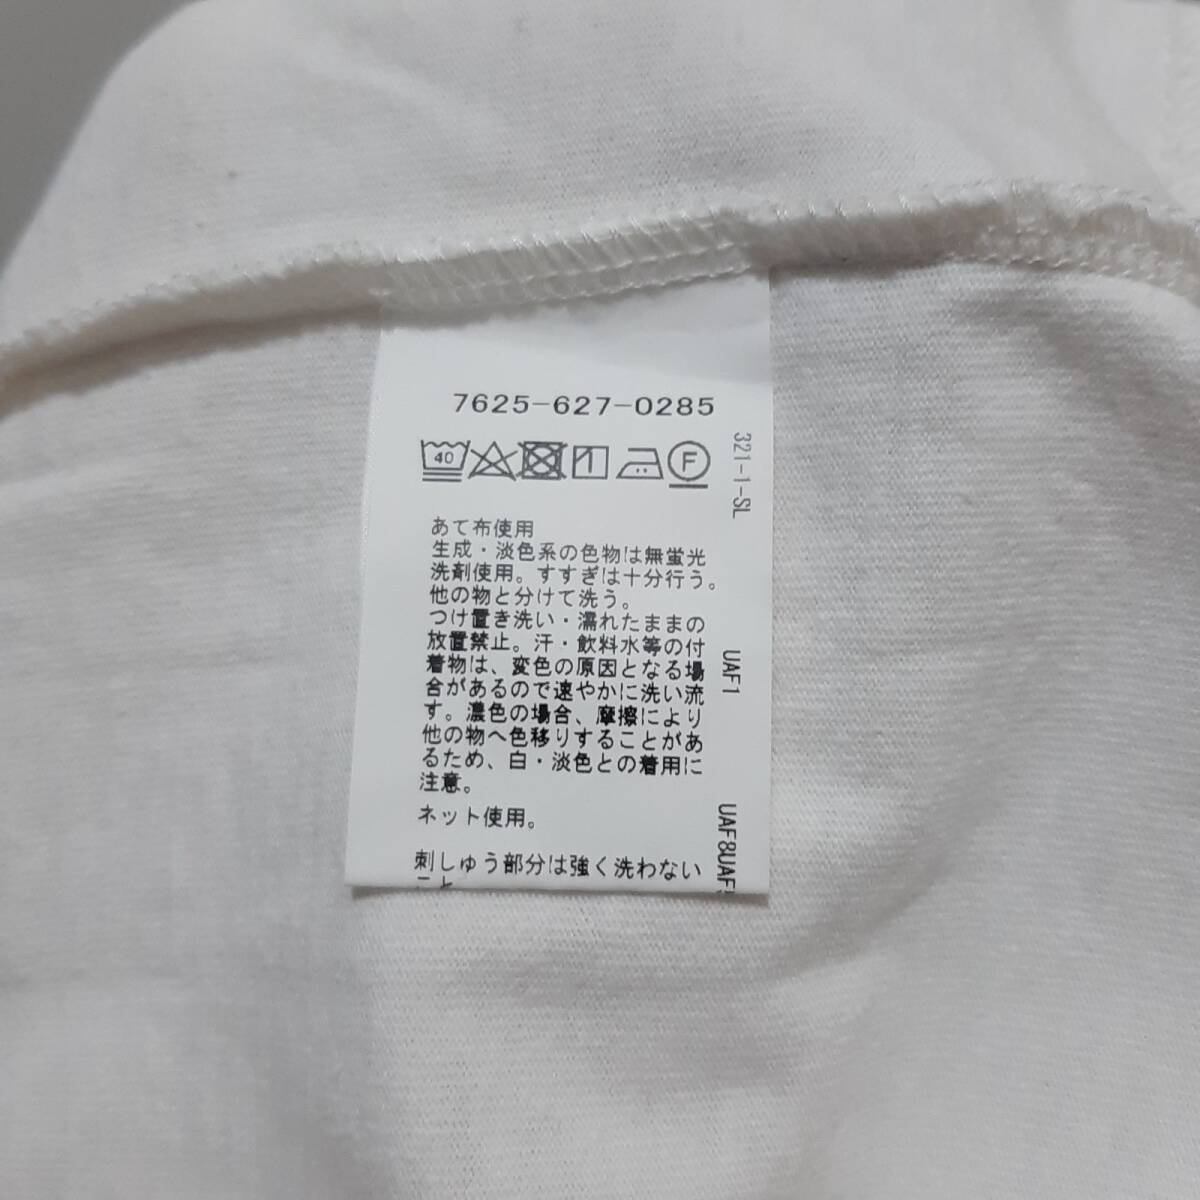 7625-627-0285
40 F
321-1-SL
あて布使用
生成・淡色系の色物は無蛍光
洗剤使用。すすぎは十分行う。
他の物と分けて洗う。
つけ置き洗い・濡れたままの
放置禁止。汗・飲料水等の付
着物は、変色の原因となる場
合があるので速やかに洗い流
す。濃色の場合、摩擦により
他の物へ色移りすることがあ
るため、白・淡色との着用に
注意。
ネット使用。
刺しゅう部分は強く洗わない
こと
UAF1
UAF8UAF